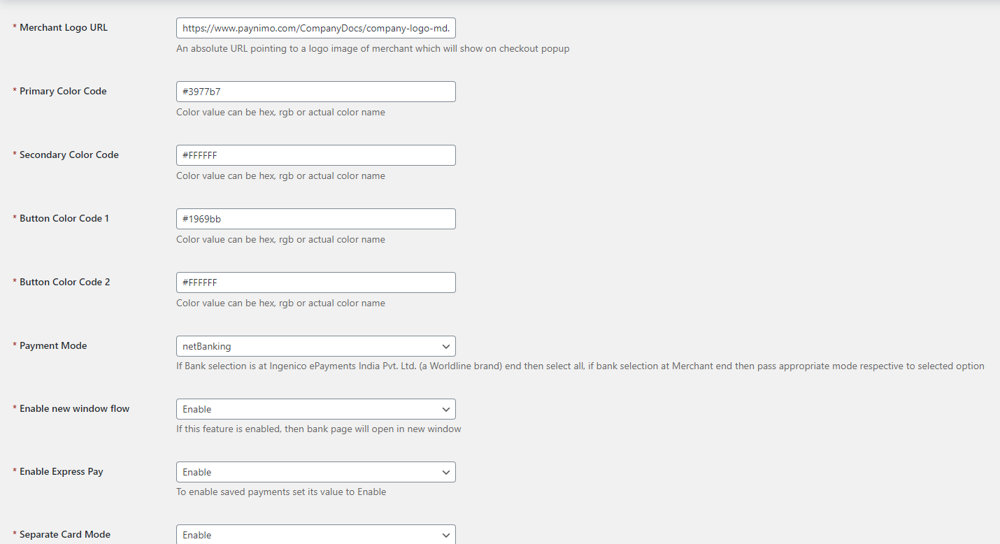 * Merchant Logo URL
https://www.paynimo.com/CompanyDocs/company-logo-md.
An absolute URL pointing to a logo image of merchant which will show on checkout popup
* Primary Color Code
#3977b7
Color value can be hex, rgb or actual color name
* Secondary Color Code
#FFFFFF
Color value can be hex, rgb or actual color name
* Button Color Code 1
#1969bb
Color value can be hex, rgb or actual color name
* Button Color Code 2
#FFFFFF
Color value can be hex, rgb or actual color name
* Payment Mode
netBanking
If Bank selection is at Ingenico ePayments India Pvt. Ltd. (a Worldline brand) end then select all, if bank selection at Merchant end then pass appropriate mode respective to selected option
* Enable new window flow
Enable
If this feature is enabled, then bank page will open in new window
* Enable Express Pay
Enable
To enable saved payments set its value to Enable
* Separate Card Mode
Enable